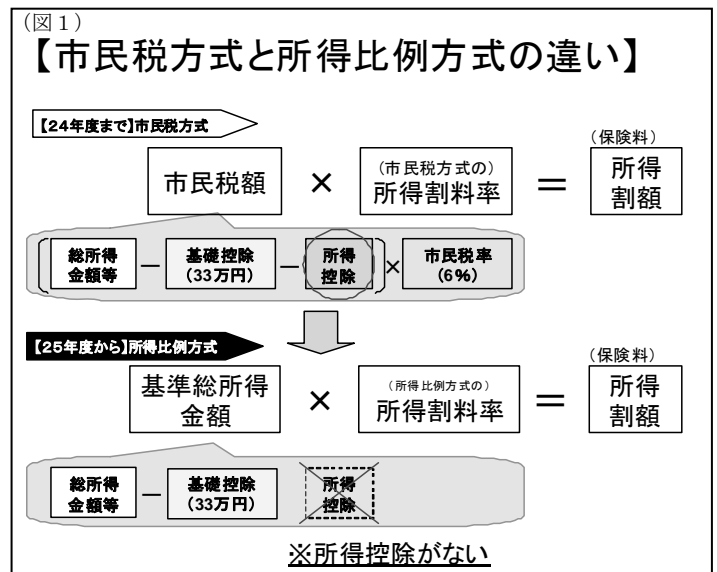 (図1)
【市民税方式と所得比例方式の違い】
【24年度まで】市民税方式
(保険料)
市民税額 × (市民税方式の) 所得割料率 = 所得割額
(総所得金額等 - 基礎控除(33万円) - 所得控除) × 市民税率(6%)
【25年度から】所得比例方式
(保険料)
基準総所得金額 × (所得比例方式の) 所得割料率 = 所得割額
総所得金額等 - 基礎控除(33万円) 所得控除
※所得控除がない